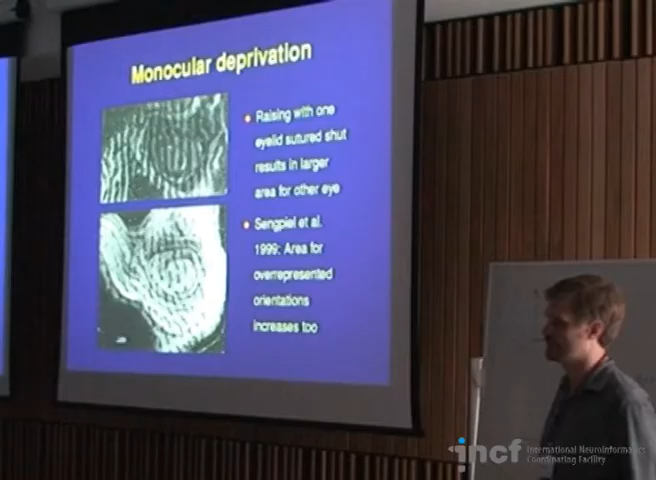 Monocular deprivation
Raising with one
eyelid sutured shut
results in larger
area for other eye
Sengpiel et al.
1999: Area for
overrepresented
orientations
increases too
incf International Neuroinformatics
Coordinating Facility